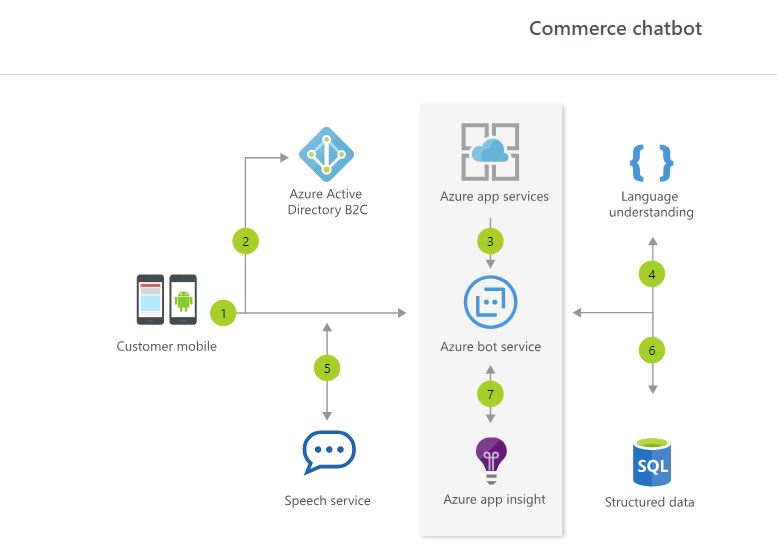 Commerce chatbot
Azure Active
Directory B2C
Azure app services
Language
understanding
2
3
4
1
Customer mobile
Azure bot service
5
6
7
SQL
Speech service
Azure app insight
Structured data